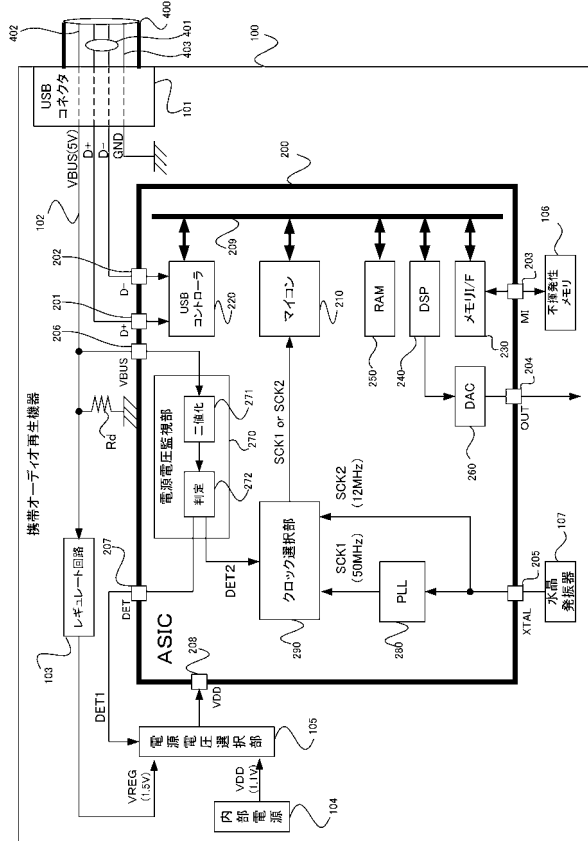 402
400
401
403
USB
コネクタ
101
100
VBUS(5V)
D+
D−
GND
102
携帯オーディオ再生機器
200
209
202
201
206
D−
D+
VBUS
Rd
USB
コントローラ
220
マイコン
210
RAM
250
DSP
240
メモリI/F
230
203
MI
106
不揮発性
メモリ
電源電圧監視部
二値化
271
270
判定
272
SCK1 or SCK2
DAC
260
204
OUT
207
DET
レギュレート回路
103
DET2
クロック選択部
290
SCK1
(50MHz)
SCK2
(12MHz)
PLL
280
107
205
XTAL
水晶
発振器
ASIC
208
VDD
DET1
電源
電圧
選択部
105
VREG
(1.5V)
VDD
(1.1V)
内部
電源
104